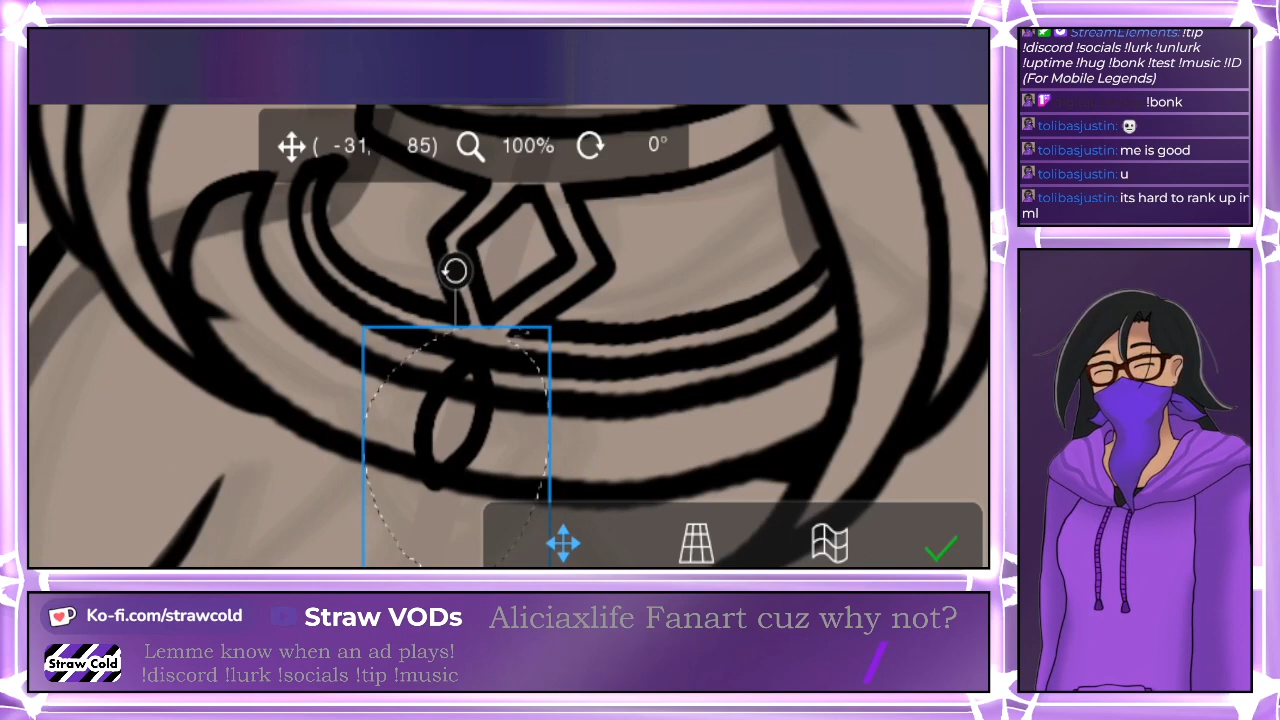 ( -31, 85) 100% 0°
StreamElements: !tip
!discord !socials !lurk !unlurk
!uptime !hug !bonk !test !music !ID
(For Mobile Legends)
!bonk
tolibasjustin:
tolibasjustin: me is good
tolibasjustin: u
tolibasjustin: its hard to rank up in
ml
Ko-fi.com/strawcold
Straw VODs
Aliciaxlife Fanart cuz why not?
Straw Cold
Lemme know when an ad plays!
!discord !lurk !socials !tip !music